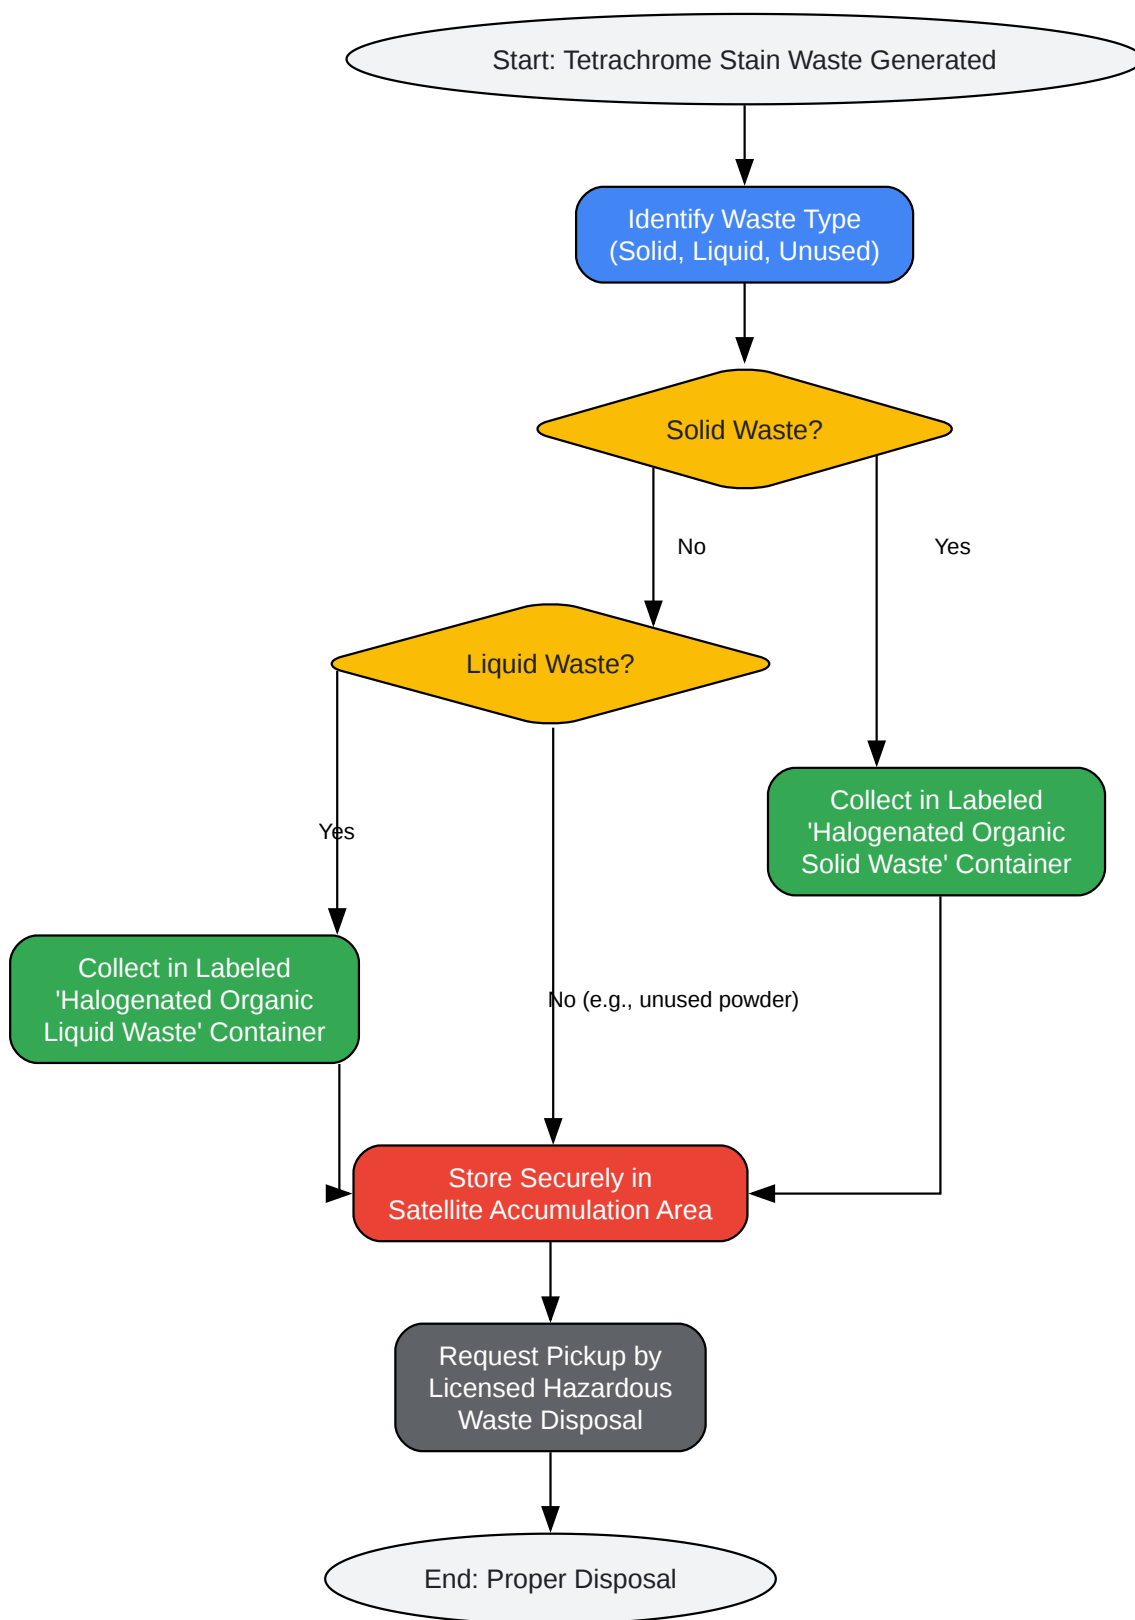 Start: Tetrachrome Stain Waste Generated
Identify Waste Type
(Solid, Liquid, Unused)
Solid Waste?
No
Yes
Liquid Waste?
Collect in Labeled
'Halogenated Organic
Solid Waste' Container
Yes
Collect in Labeled
'Halogenated Organic
Liquid Waste' Container
No (e.g., unused powder)
Store Securely in
Satellite Accumulation Area
Request Pickup by
Licensed Hazardous
Waste Disposal
End: Proper Disposal